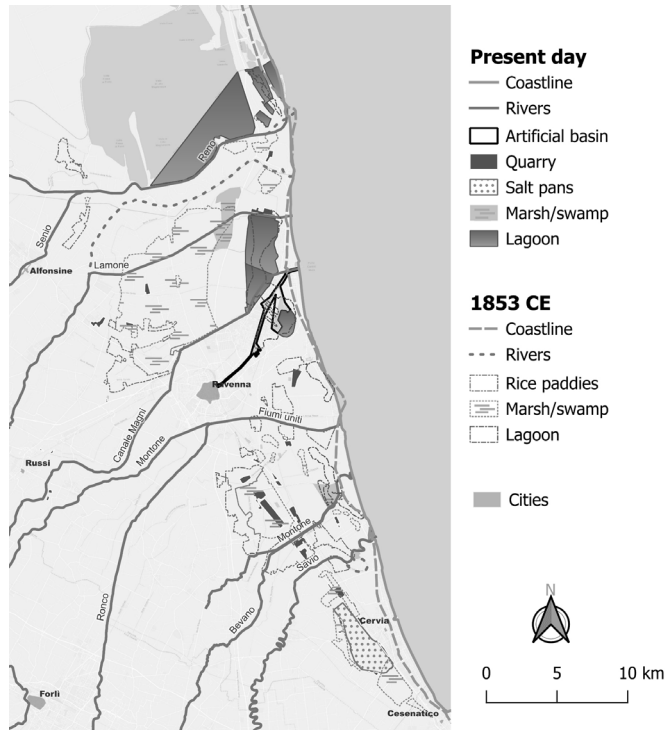 Reno
Senio
Alfonsine
Lamone
Ravenna
Canale Magni
Montone
Fiumi uniti
Russi
Montone
Savio
Bevano
Ronco
Cervia
Forlì
Cesenatico
Present day
Coastline
Rivers
Artificial basin
Quarry
Salt pans
Marsh/swamp
Lagoon
1853 CE
Coastline
Rivers
Rice paddies
Marsh/swamp
Lagoon
Cities
N
0 5 10 km